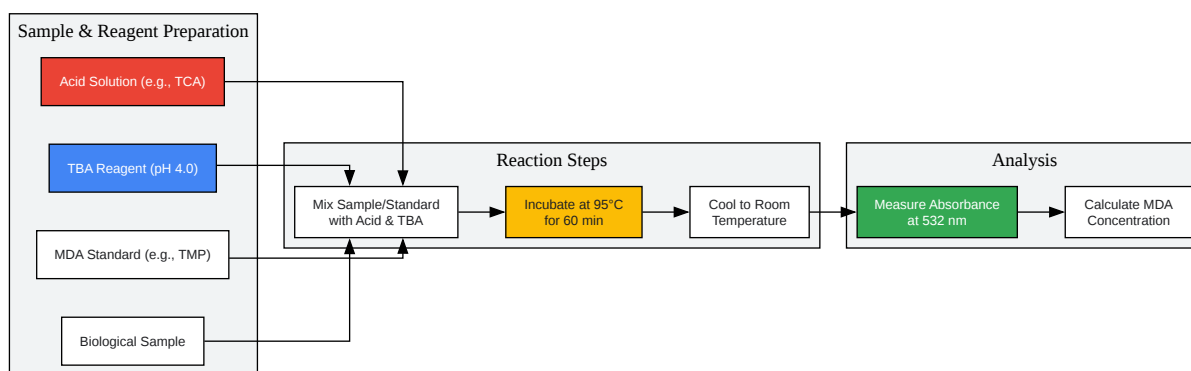 Sample & Reagent Preparation
Acid Solution (e.g., TCA)
TBA Reagent (pH 4.0)
MDA Standard (e.g., TMP)
Biological Sample
Reaction Steps
Mix Sample/Standard
with Acid & TBA
Incubate at 95°C
for 60 min
Cool to Room
Temperature
Analysis
Measure Absorbance
at 532 nm
Calculate MDA
Concentration